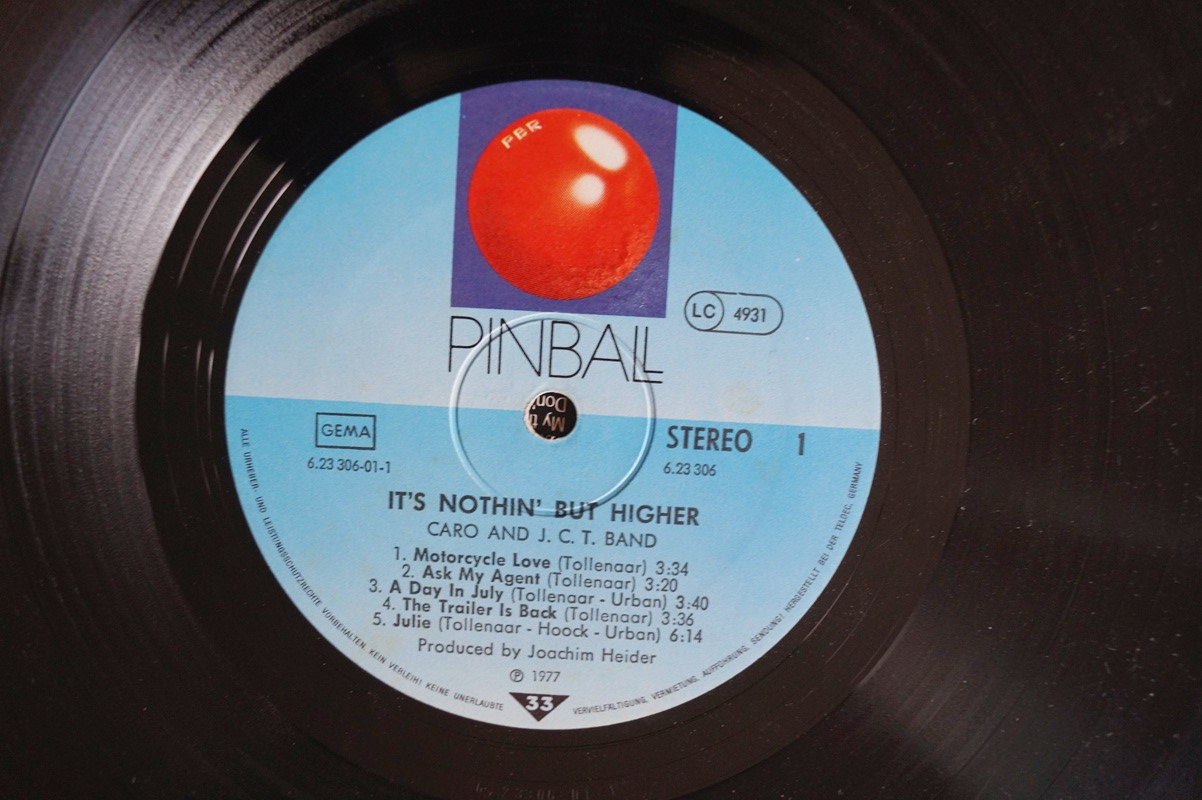 PBR
PINBALL
LC 4931
GEMA
6.23 306-01-1
STEREO 1
6.23 306
IT'S NOTHIN' BUT HIGHER
CARO AND J. C. T. BAND
1. Motorcycle Love (Tollenaar) 3:34
2. Ask My Agent (Tollenaar) 3:20
3. A Day In July (Tollenaar - Urban) 3:40
4. The Trailer Is Back (Tollenaar) 3:36
5. Julie (Tollenaar - Hoock - Urban) 6:14
Produced by Joachim Heider
℗ 1977
33
ALLE URHEBER- UND LEISTUNGSSCHUTZRECHTE VORBEHALTEN. KEIN VERLEIH! KEINE UNERLAUBTE VERVIELFÄLTIGUNG, VERMIETUNG, AUFFÜHRUNG, SENDUNG! HERGESTELLT BEI DER TELDEC, GERMANY
My
Don'